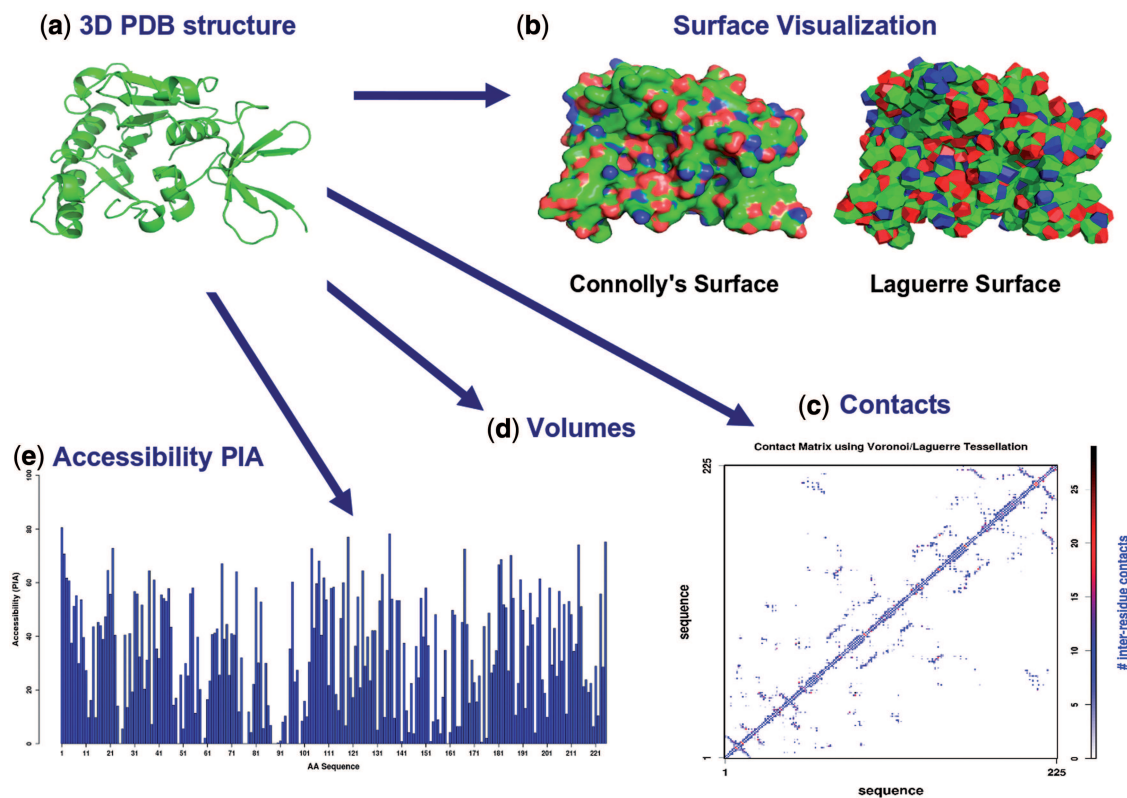 (a) 3D PDB structure
(b) Surface Visualization
Connolly's Surface
Laguerre Surface
(c) Contacts
Contact Matrix using Voronoi/Laguerre Tessellation
225
sequence
1
1
225
sequence
25
20
15
10
5
0
# Inter-residue contacts
(d) Volumes
(e) Accessibility PIA
100
80
60
40
20
0
Accessibility (PIA)
1 11 21 31 41 51 61 71 81 91 101 111 121 131 141 151 161 171 181 191 201 211 221
AA Sequence